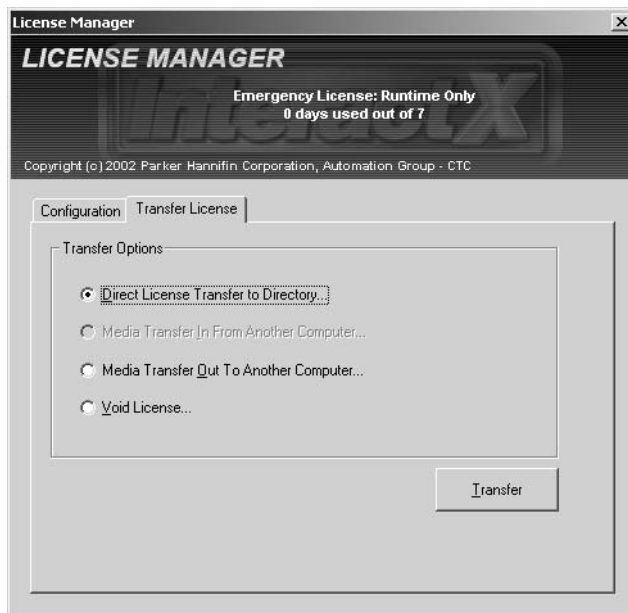 License Manager
LICENSE MANAGER
InteractX
Emergency License: Runtime Only
0 days used out of 7
Copyright (c) 2002 Parker Hannifin Corporation, Automation Group - CTC
Configuration
Transfer License
Transfer Options
Direct License Transfer to Directory...
Media Transfer In From Another Computer...
Media Transfer Out To Another Computer...
Void License...
Transfer